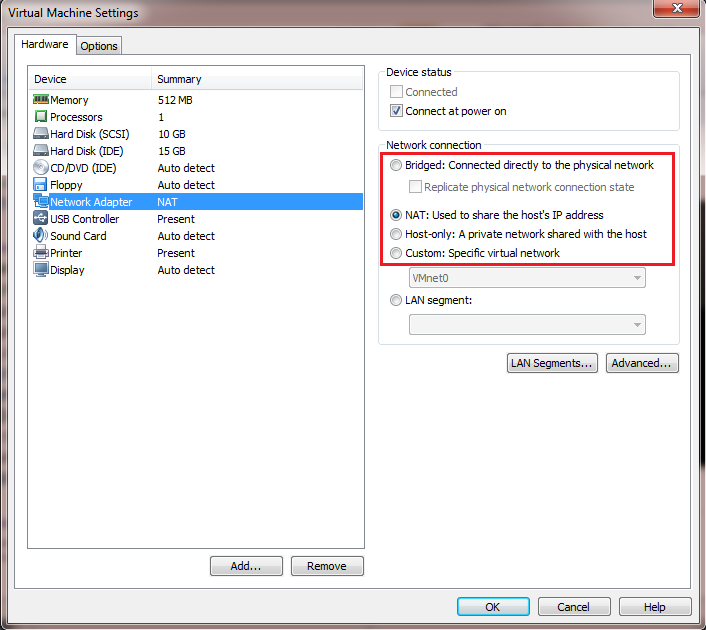 Virtual Machine Settings
Hardware
Options
Device Summary
Memory 512 MB
Processors 1
Hard Disk (SCSI) 10 GB
Hard Disk (IDE) 15 GB
CD/DVD (IDE) Auto detect
Floppy Auto detect
Network Adapter NAT
USB Controller Present
Sound Card Auto detect
Printer Present
Display Auto detect
Add...
Remove
Device status
Connected
Connect at power on
Network connection
Bridged: Connected directly to the physical network
Replicate physical network connection state
NAT: Used to share the host's IP address
Host-only: A private network shared with the host
Custom: Specific virtual network
VMnet0
LAN segment:
LAN Segments...
Advanced...
OK
Cancel
Help